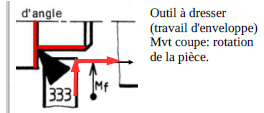 d'angle
333
Mf
Outil à dresser
(travail d'enveloppe)
Mvt coupe: rotation
de la pièce.